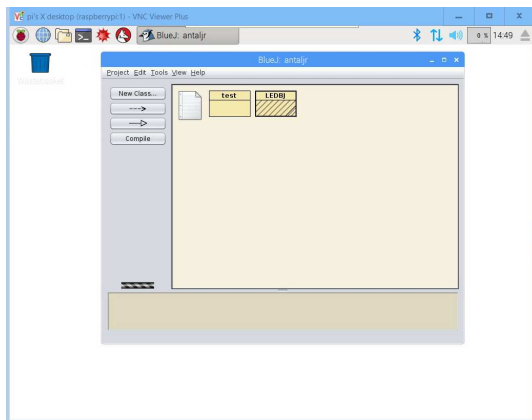 pi's X desktop (raspberrypi:1) - VNC Viewer Plus
BlueJ: antaljr
0 %
14:49
BlueJ: antaljr
Project Edit Tools View Help
New Class...
Compile
test
LEDBJ